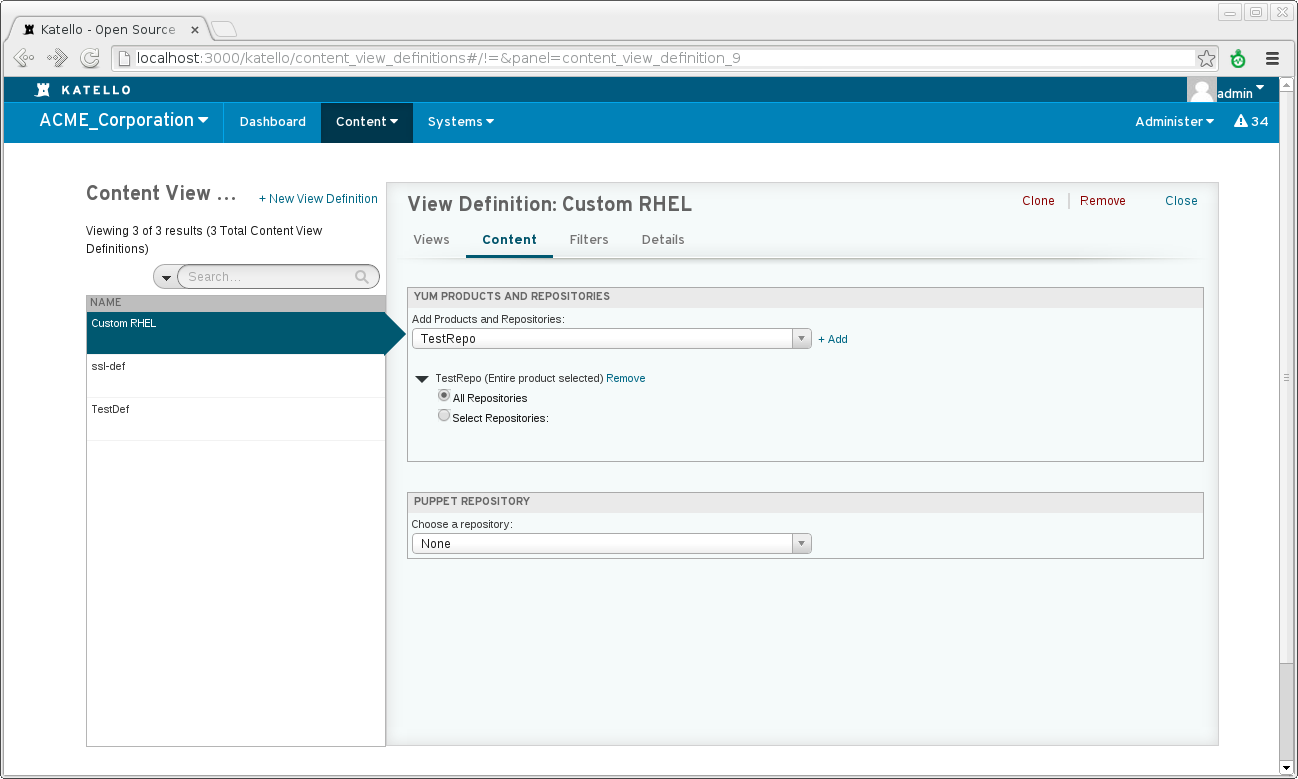 Katello - Open Source
localhost:3000/katello/content_view_definitions#/!=&panel=content_view_definition_9
KATELLO
admin
ACME_Corporation
Dashboard
Content
Systems
Administer
34
Content View ...
+ New View Definition
Viewing 3 of 3 results (3 Total Content View
Definitions)
Search...
NAME
Custom RHEL
ssl-def
TestDef
View Definition: Custom RHEL
Clone
Remove
Close
Views
Content
Filters
Details
YUM PRODUCTS AND REPOSITORIES
Add Products and Repositories:
TestRepo
+ Add
TestRepo (Entire product selected) Remove
All Repositories
Select Repositories:
PUPPET REPOSITORY
Choose a repository:
None